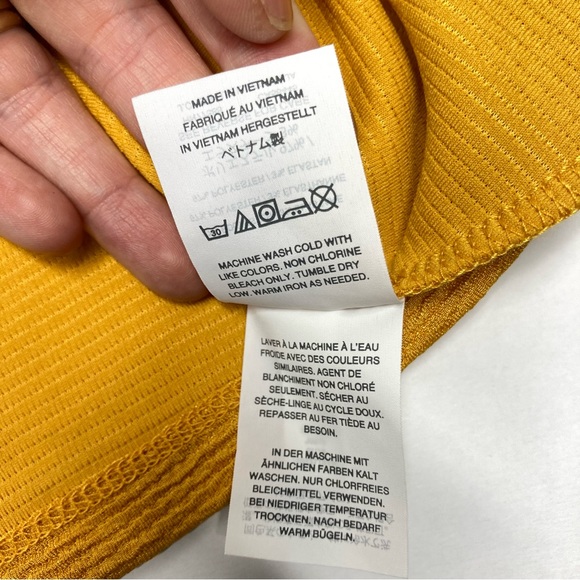 MADE IN VIETNAM
FABRIQUÉ AU VIETNAM
IN VIETNAM HERGESTELLT
ベトナム製
30
MACHINE WASH COLD WITH
LIKE COLORS. NON CHLORINE
BLEACH ONLY. TUMBLE DRY
LOW. WARM IRON AS NEEDED.
LAVER À LA MACHINE À L'EAU
FROIDE AVEC DES COULEURS
SIMILAIRES. AGENT DE
BLANCHIMENT NON CHLORÉ
SEULEMENT. SÉCHER AU
SÈCHE-LINGE AU CYCLE DOUX.
REPASSER AU FER TIÈDE AU
BESOIN.
IN DER MASCHINE MIT
ÄHNLICHEN FARBEN KALT
WASCHEN. NUR CHLORFREIES
BLEICHMITTEL VERWENDEN.
BEI NIEDRIGER TEMPERATUR
TROCKNEN, NACH BEDARF
WARM BÜGELN.